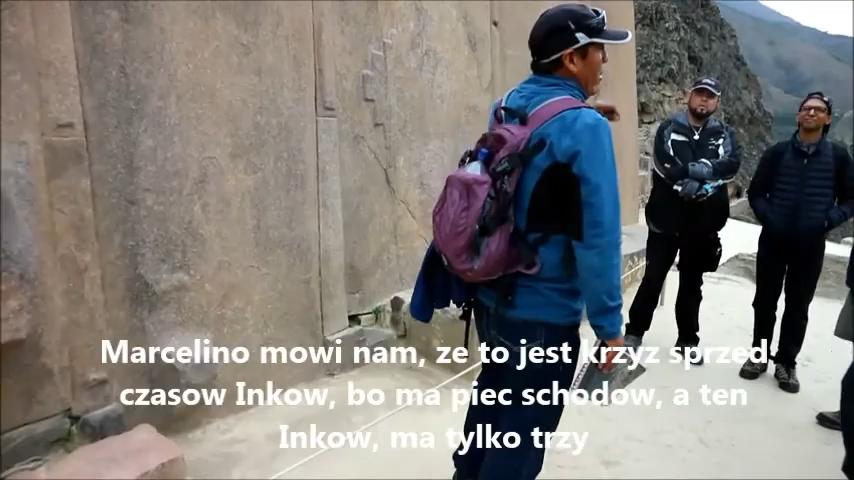 Marcelino mowi nam, ze to jest krzyz sprzed
czasow Inkow, bo ma piec schodow, a ten
Inkow, ma tylko trzy